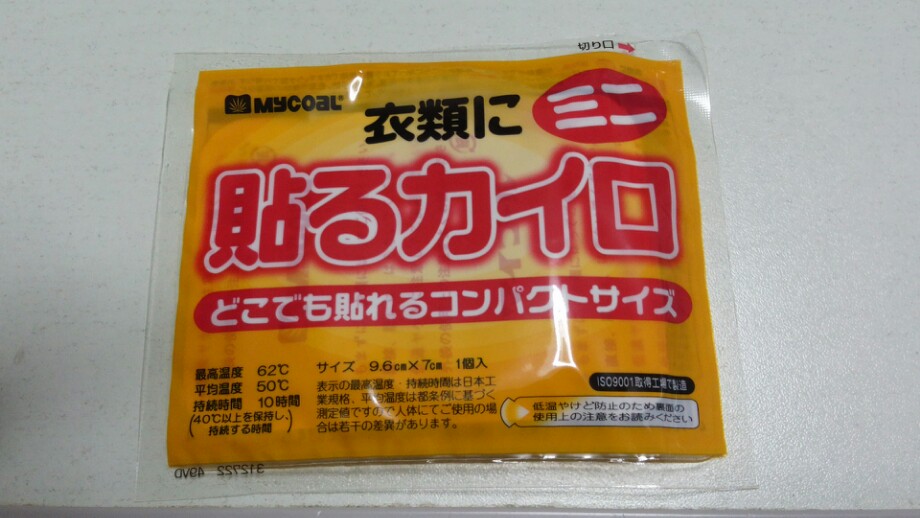 切り口
MYCOAL
衣類に
ミニ
貼るカイロ
どこでも貼れるコンパクトサイズ
最高温度 62℃
平均温度 50℃
持続時間 10時間
(40℃以上を保持し、
持続する時間)
サイズ 9.6cm×7cm 1個入
表示の最高温度・持続時間は日本工
業規格、平均温度は都条例に基づく
測定値ですので人体にてご使用の場
合は若干の差異があります。
ISO9001取得工場で製造
低温やけど防止のため裏面の
使用上の注意をお読みください
312722 49VD